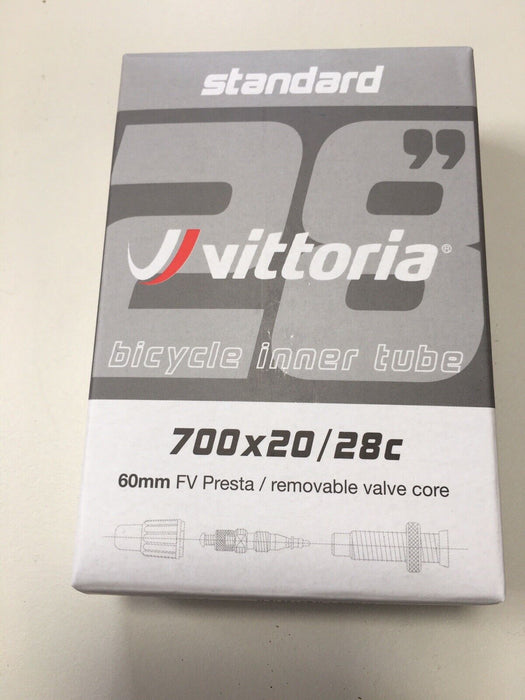 standard
28”
vittoria®
bicycle inner tube
700x20/28c
60mm FV Presta / removable valve core